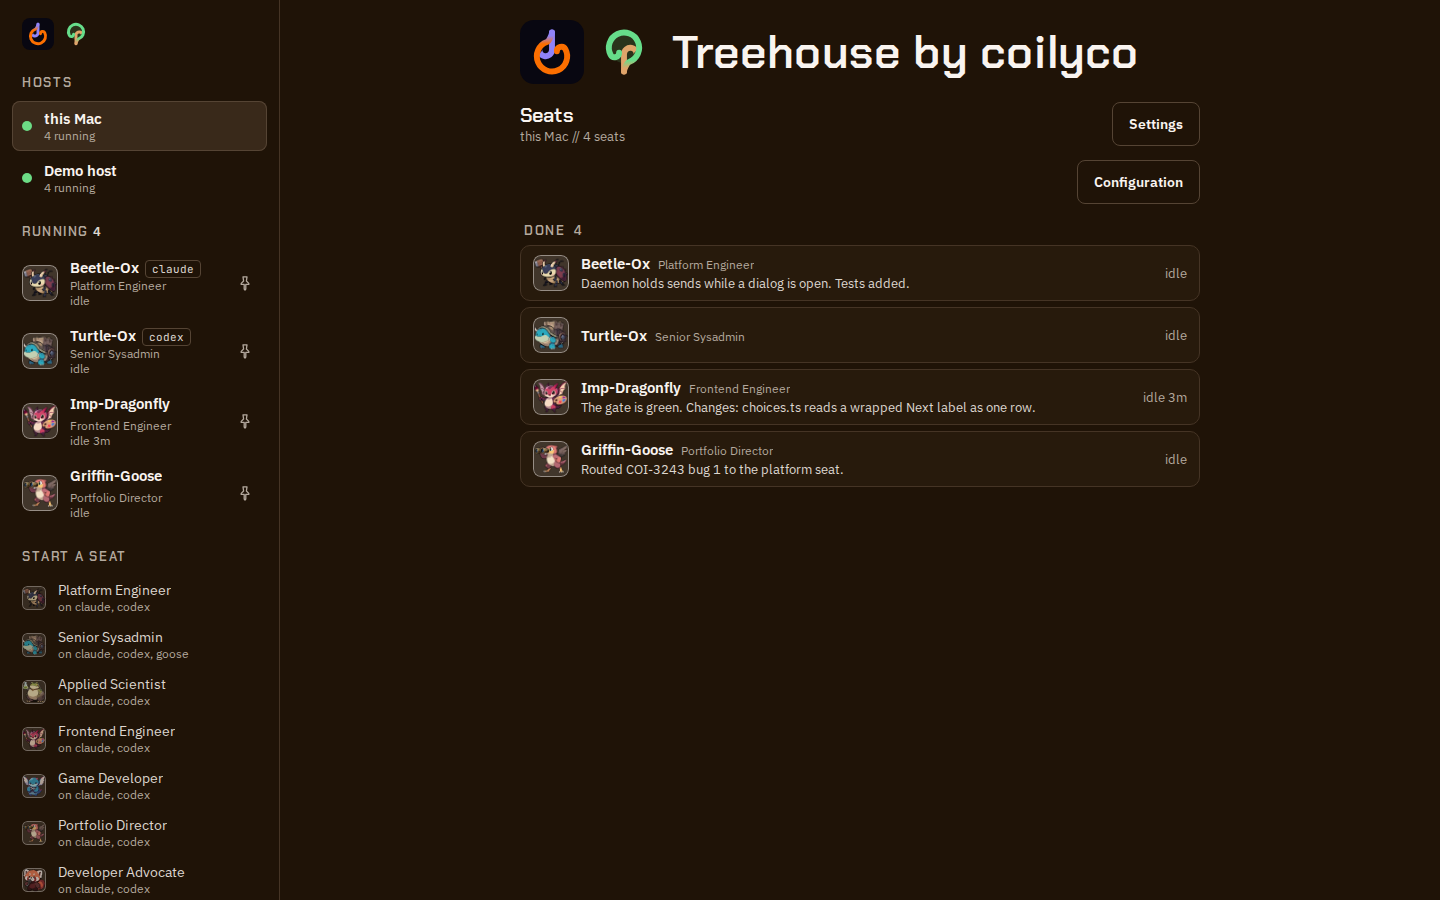 HOSTS
this Mac
4 running
Demo host
4 running
RUNNING 4
Beetle-Ox claude
Platform Engineer
idle
Turtle-Ox codex
Senior Sysadmin
idle
Imp-Dragonfly
Frontend Engineer
idle 3m
Griffin-Goose
Portfolio Director
idle
START A SEAT
Platform Engineer
on claude, codex
Senior Sysadmin
on claude, codex, goose
Applied Scientist
on claude, codex
Frontend Engineer
on claude, codex
Game Developer
on claude, codex
Portfolio Director
on claude, codex
Developer Advocate
on claude, codex
Treehouse by coilyco
Seats
this Mac // 4 seats
Settings
Configuration
DONE 4
Beetle-Ox Platform Engineer
Daemon holds sends while a dialog is open. Tests added.
idle
Turtle-Ox Senior Sysadmin
idle
Imp-Dragonfly Frontend Engineer
The gate is green. Changes: choices.ts reads a wrapped Next label as one row.
idle 3m
Griffin-Goose Portfolio Director
Routed COI-3243 bug 1 to the platform seat.
idle